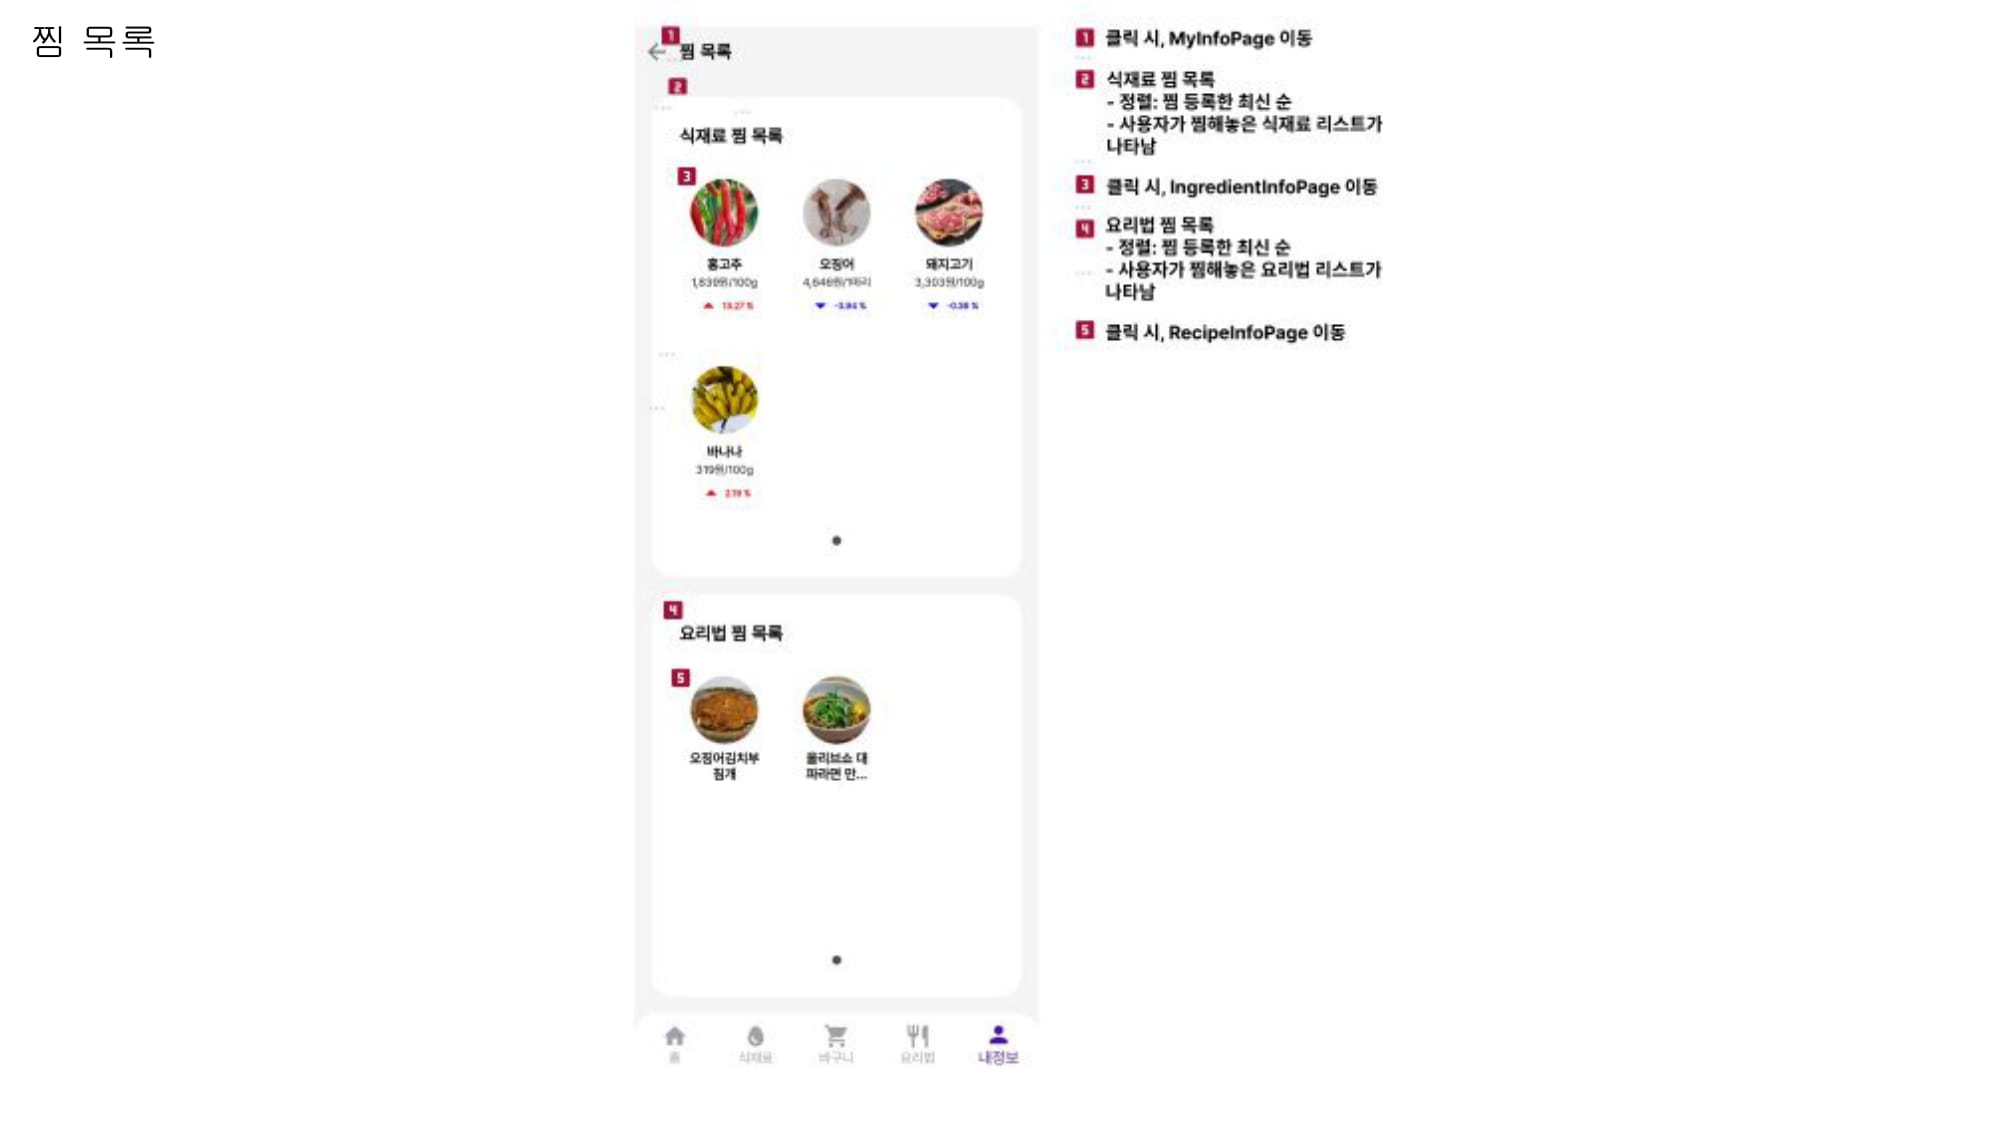 찜 목록
1
찜 목록
2
식재료 찜 목록
3
홍고추
오징어
돼지고기
1,839원/100g
4,646원/1마리
3,303원/100g
13.27 %
-3.94 %
바나나
319원/100g
2.19 %
4
요리법 찜 목록
5
오징어김치부
침개
올리브쇼 대
파라면 만...
홈
식재료
바구니
요리법
내정보
1 클릭 시, MyInfoPage 이동
2 식재료 찜 목록
- 정렬: 찜 등록한 최신 순
- 사용자가 찜해놓은 식재료 리스트가
나타남
3 클릭 시, IngredientInfoPage 이동
4 요리법 찜 목록
- 정렬: 찜 등록한 최신 순
- 사용자가 찜해놓은 요리법 리스트가
나타남
5 클릭 시, RecipeInfoPage 이동